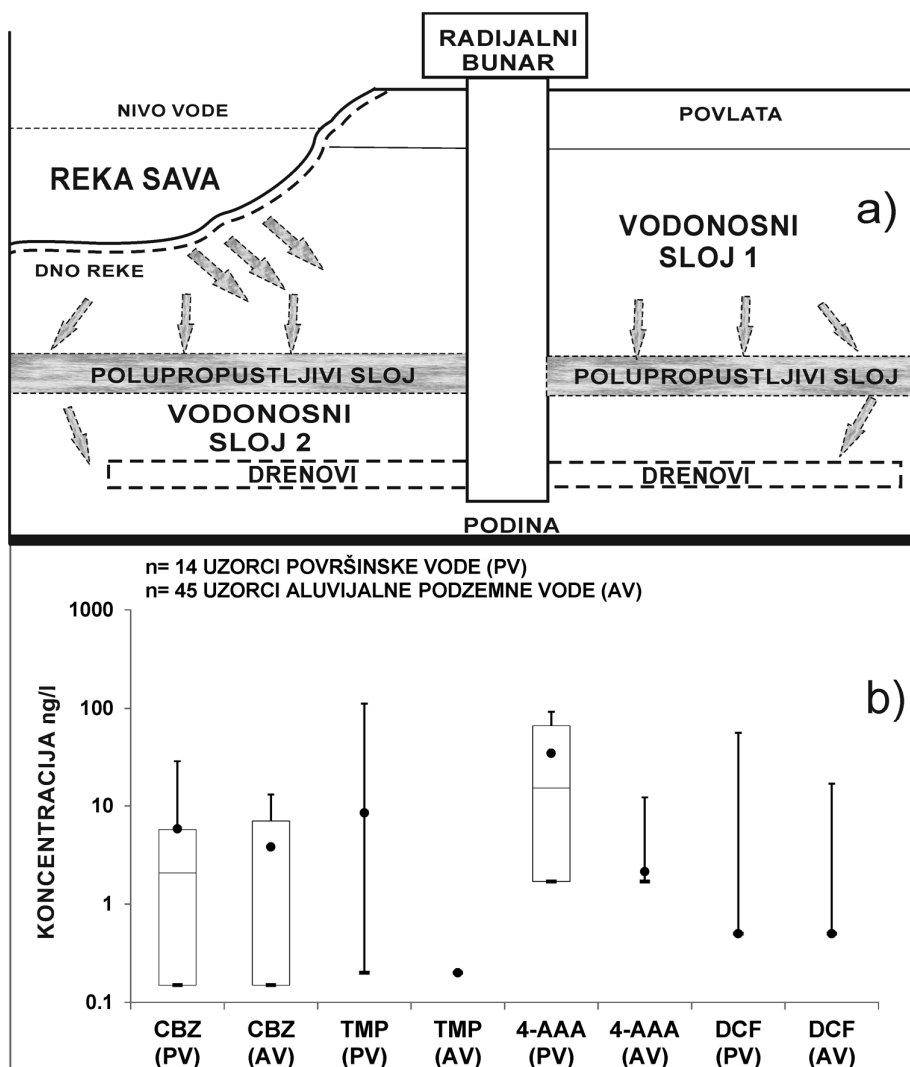 RADIJALNI
BUNAR
NIVO VODE
POVLATA
REKA SAVA
a)
VODONOSNI
SLOJ 1
DNO REKE
POLUPROPUSTLJIVI SLOJ
POLUPROPUSTLJIVI SLOJ
VODONOSNI
SLOJ 2
DRENOVI
DRENOVI
PODINA
n= 14 UZORCI POVRŠINSKE VODE (PV)
n= 45 UZORCI ALUVIJALNE PODZEMNE VODE (AV)
b)
KONCENTRACIJA ng/l
1000
100
10
1
0.1
CBZ
(PV)
CBZ
(AV)
TMP
(PV)
TMP
(AV)
4-AAA
(PV)
4-AAA
(AV)
DCF
(PV)
DCF
(AV)